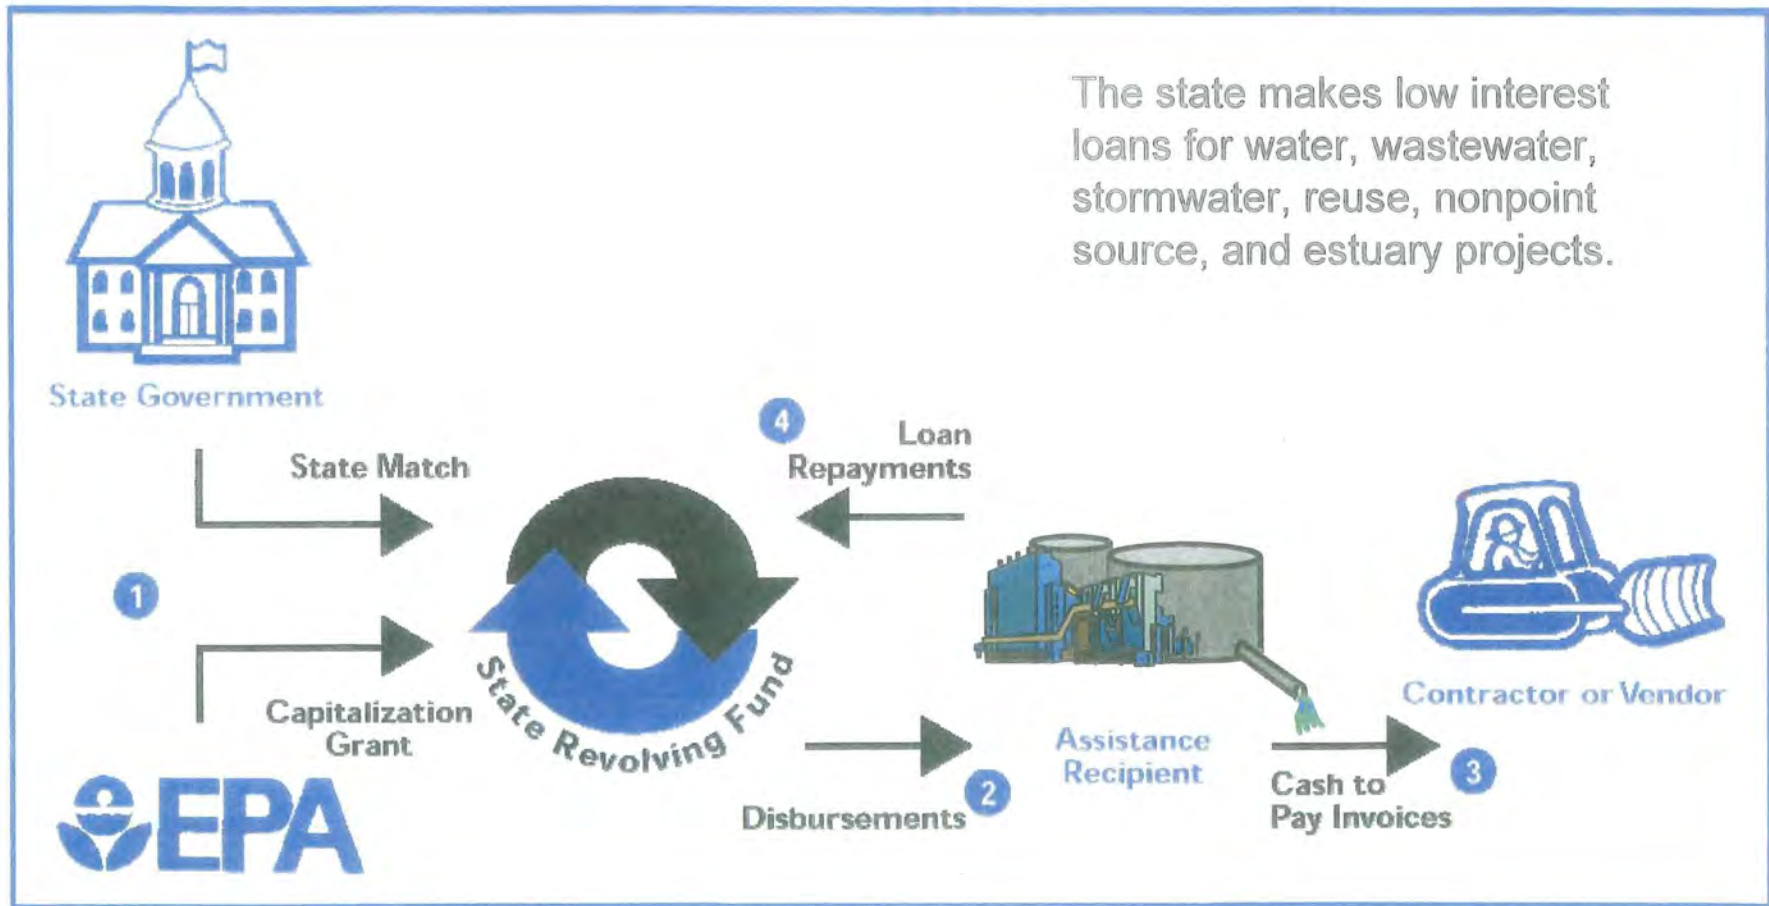 The state makes low interest
loans for water, wastewater,
stormwater, reuse, nonpoint
source, and estuary projects.
State Government
4
Loan
Repayments
State Match
1
Capitalization
Grant
State Revolving Fund
Contractor or Vendor
Assistance
Recipient
2
Disbursements
3
Cash to
Pay Invoices
EPA